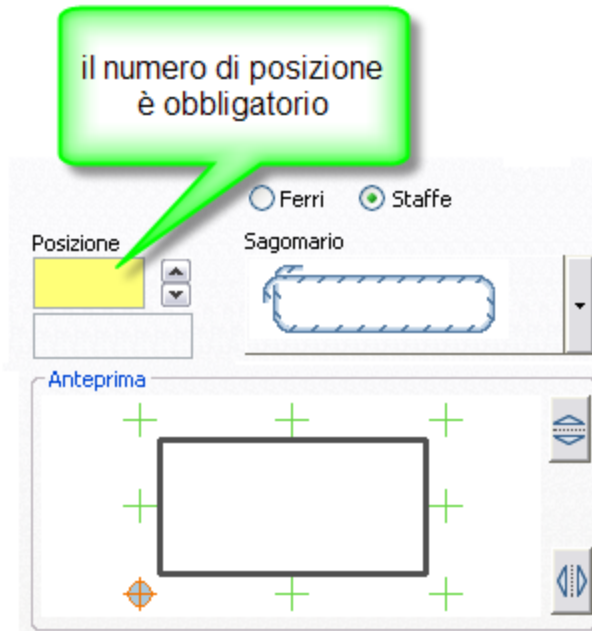 il numero di posizione
è obbligatorio
Ferri Staffe
Posizione Sagomario
Anteprima